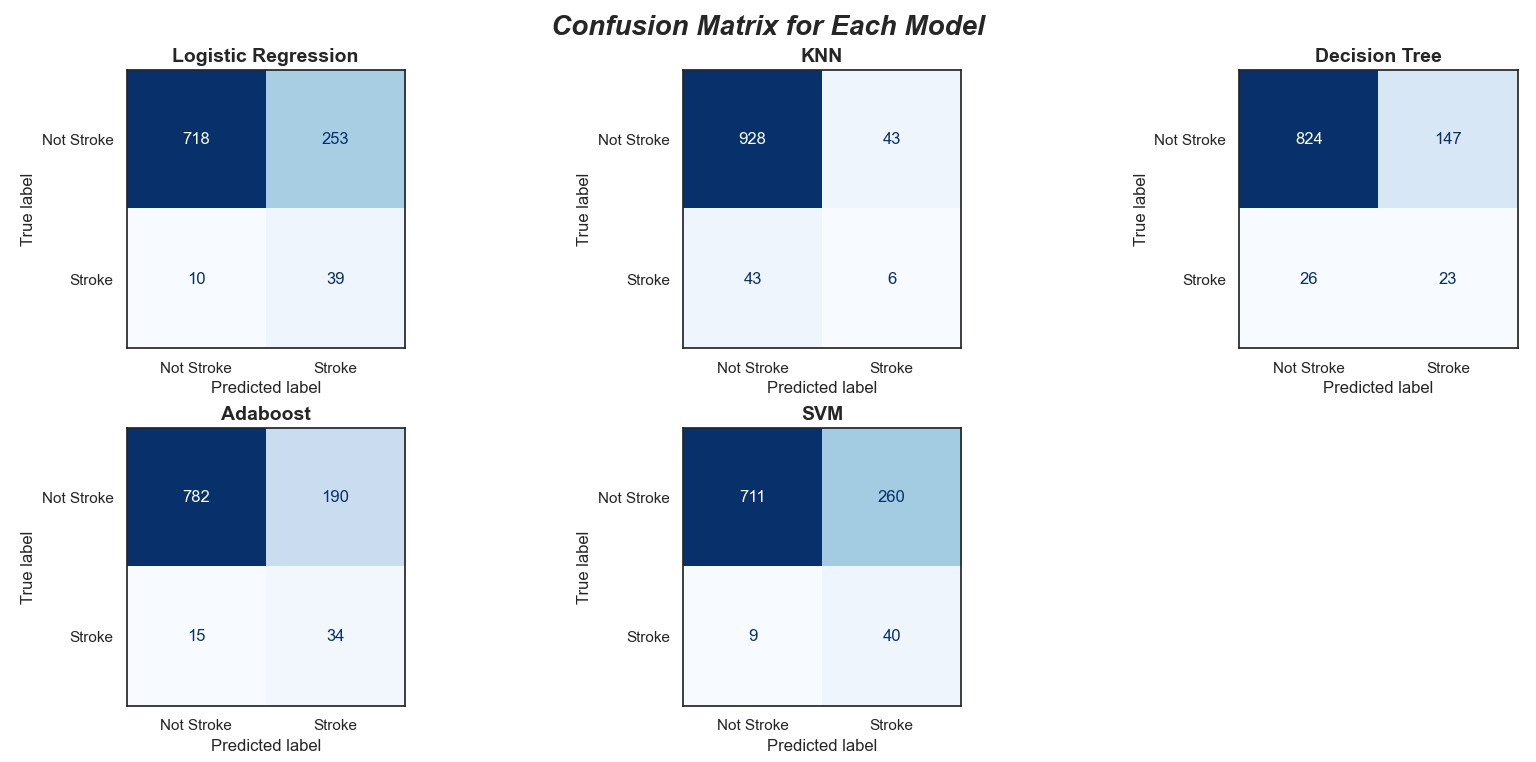 Confusion Matrix for Each Model
Logistic Regression
True label
Not Stroke
718
253
Stroke
10
39
Not Stroke
Stroke
Predicted label
KNN
True label
Not Stroke
928
43
Stroke
43
6
Not Stroke
Stroke
Predicted label
Decision Tree
True label
Not Stroke
824
147
Stroke
26
23
Not Stroke
Stroke
Predicted label
Adaboost
True label
Not Stroke
782
190
Stroke
15
34
Not Stroke
Stroke
Predicted label
SVM
True label
Not Stroke
711
260
Stroke
9
40
Not Stroke
Stroke
Predicted label